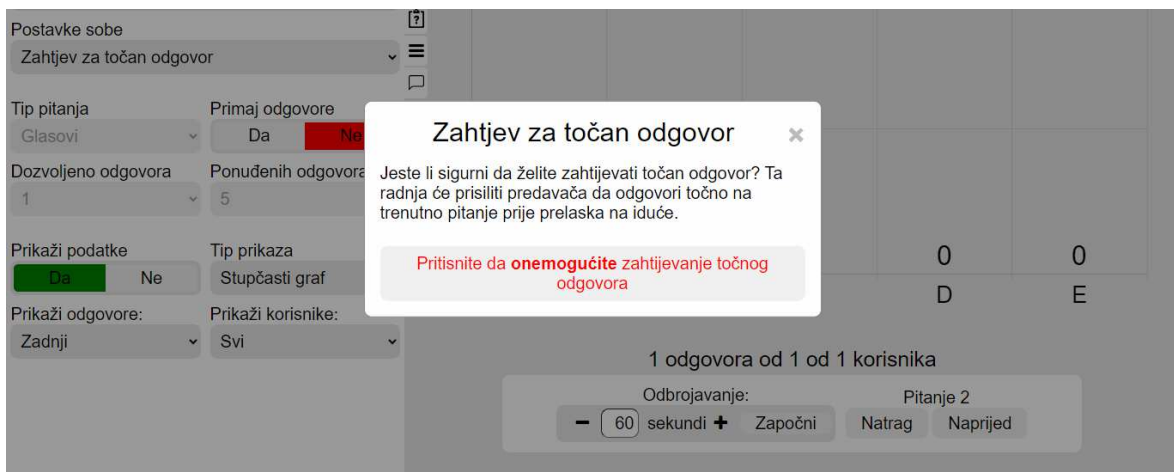 Postavke sobe
Zahtjev za točan odgovor
Tip pitanja
Primaj odgovore
Glasovi
Da
Ne
Dozvoljeno odgovora
Ponuđenih odgovora
1
5
Prikaži podatke
Tip prikaza
Da
Ne
Stupčasti graf
Prikaži odgovore:
Prikaži korisnike:
Zadnji
Svi
Zahtjev za točan odgovor
Jeste li sigurni da želite zahtijevati točan odgovor? Ta
radnja će prisiliti predavača da odgovori točno na
trenutno pitanje prije prelaska na iduće.
Pritisnite da onemogućite zahtijevanje točnog
odgovora
0
0
D
E
1 odgovora od 1 od 1 korisnika
Odbrojavanje:
Pitanje 2
60 sekundi
Započni
Natrag
Naprijed